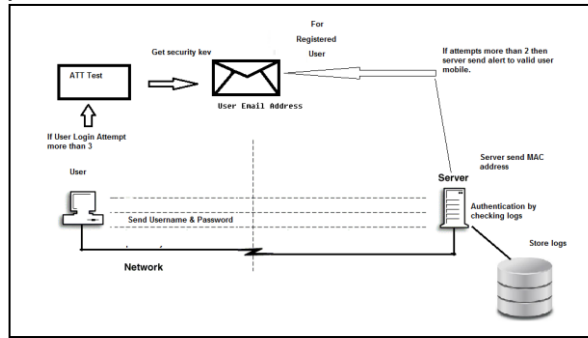 For
Registered
User
Get security key
If attempts more than 2 then
server send alert to valid user
mobile.
ATT Test
User Email Address
If User Login Attempt
more than 3
User
Server send MAC
address
Server
Authentication by
checking logs
Send Username & Password
Store logs
Network